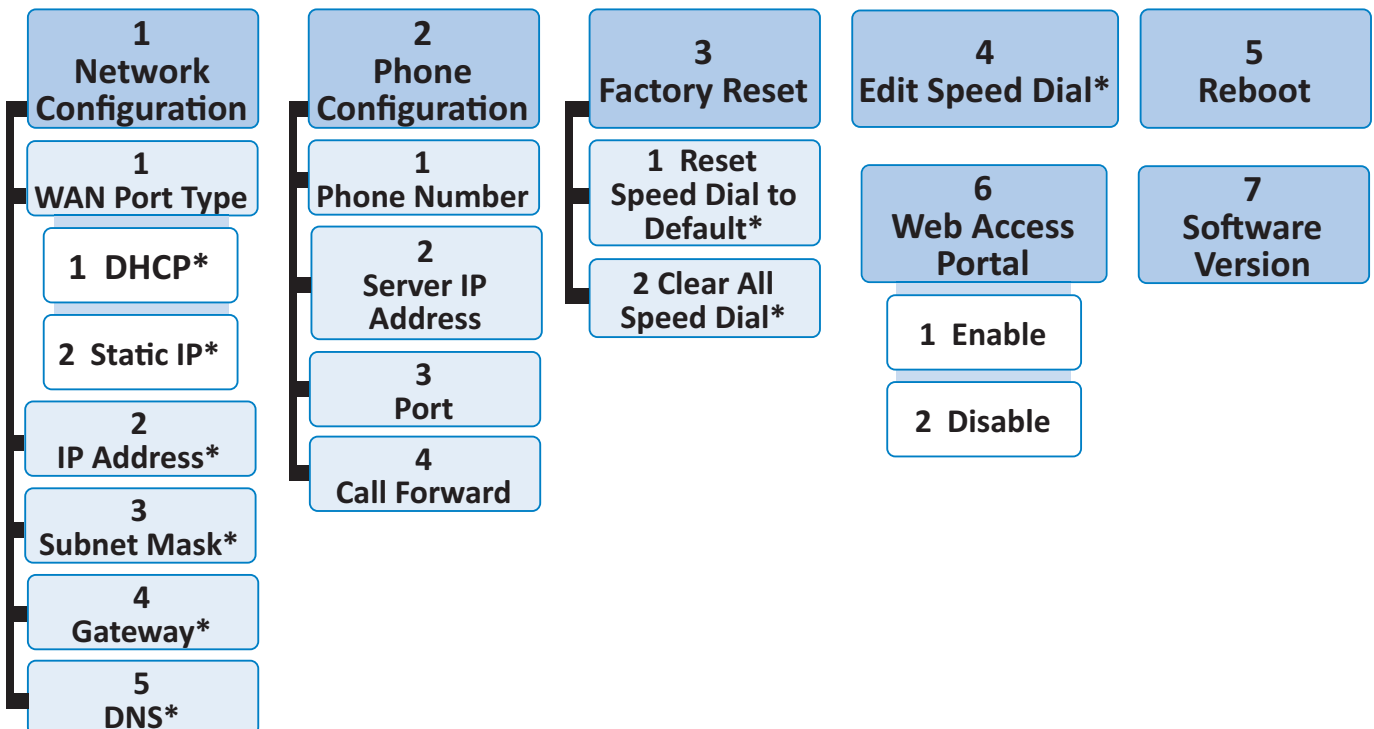 1
Network
Configuration
1
WAN Port Type
1 DHCP*
2 Static IP*
2
IP Address*
3
Subnet Mask*
4
Gateway*
5
DNS*
2
Phone
Configuration
1
Phone Number
2
Server IP
Address
3
Port
4
Call Forward
3
Factory Reset
1 Reset
Speed Dial to
Default*
2 Clear All
Speed Dial*
4
Edit Speed Dial*
5
Reboot
6
Web Access
Portal
1 Enable
2 Disable
7
Software
Version